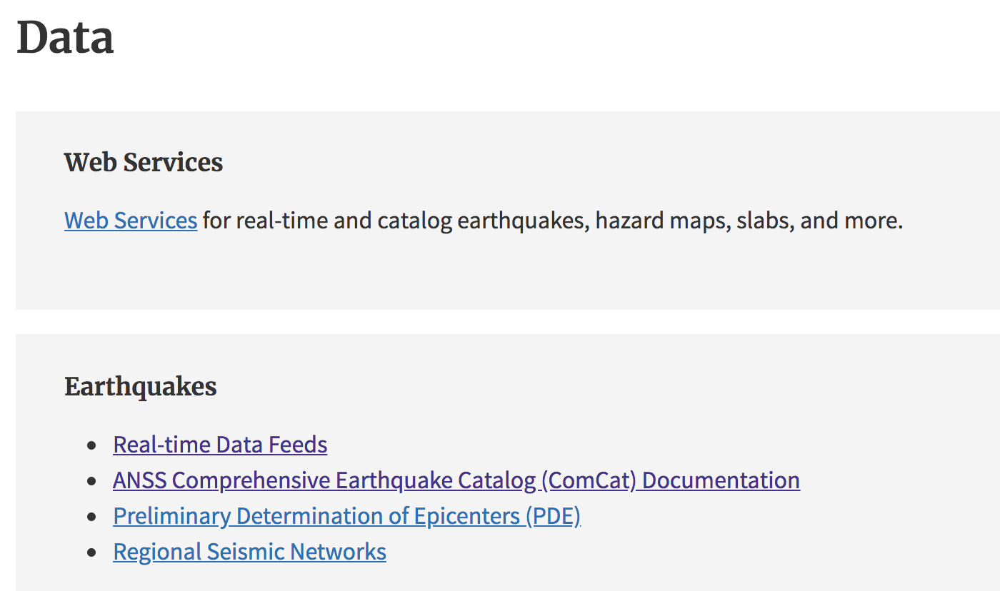 Data
Web Services
Web Services for real-time and catalog earthquakes, hazard maps, slabs, and more.
Earthquakes
Real-time Data Feeds
ANSS Comprehensive Earthquake Catalog (ComCat) Documentation
Preliminary Determination of Epicenters (PDE)
Regional Seismic Networks